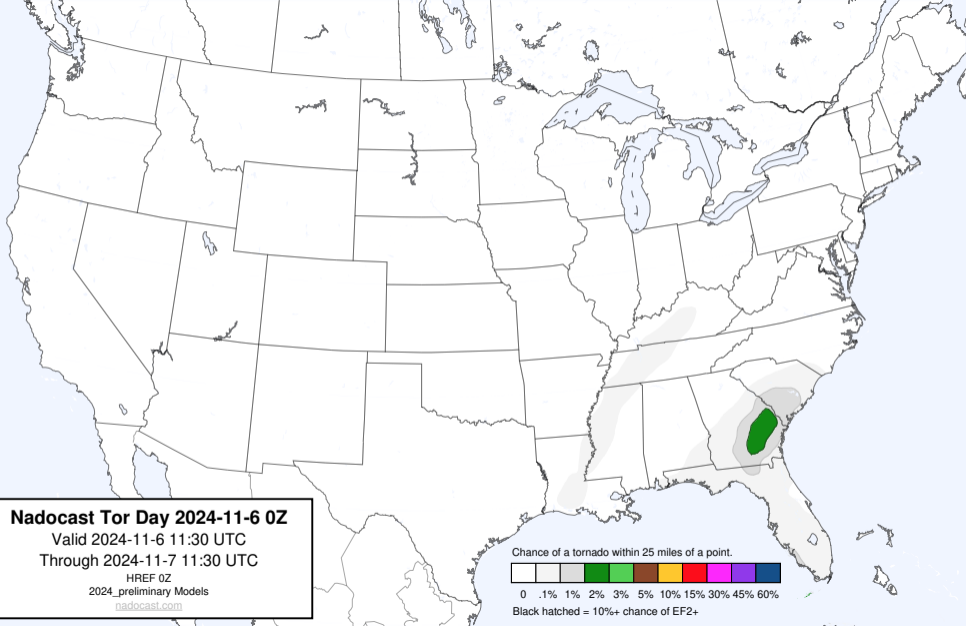 Nadocast Tor Day 2024-11-6 0Z
Valid 2024-11-6 11:30 UTC
Through 2024-11-7 11:30 UTC
HREF 0Z
2024_preliminary Models
nadocast.com
Chance of a tornado within 25 miles of a point.
0 .1% 1% 2% 3% 5% 10% 15% 30% 45% 60%
Black hatched = 10%+ chance of EF2+